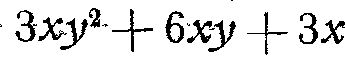 3xy² + 6xy + 3x